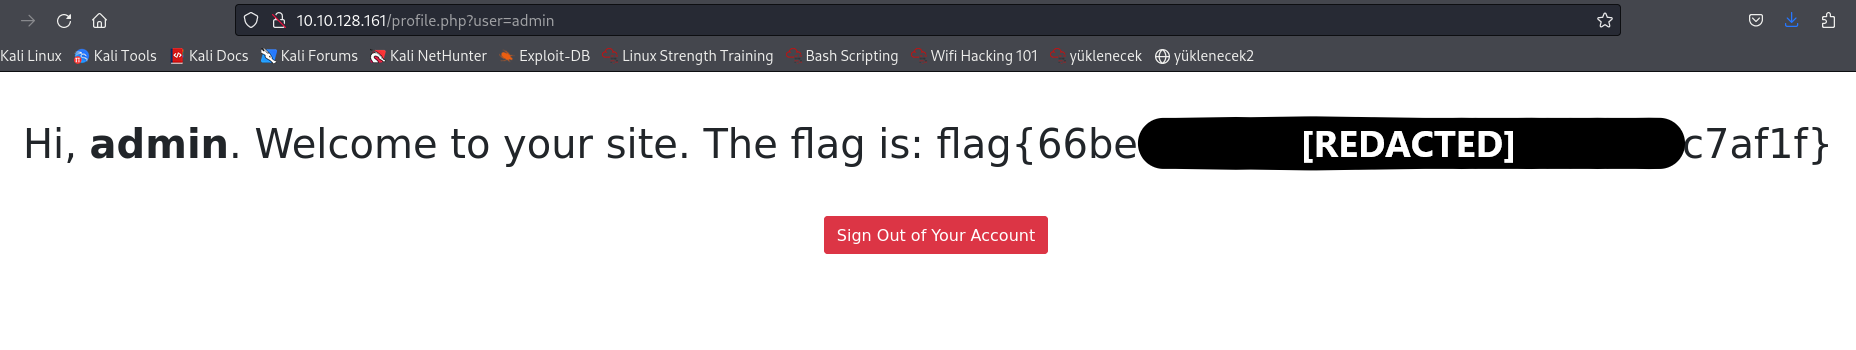 10.10.128.161/profile.php?user=admin
Kali Linux Kali Tools Kali Docs Kali Forums Kali NetHunter Exploit-DB Linux Strength Training Bash Scripting Wifi Hacking 101 yüklenecek yüklenecek2
Hi, admin. Welcome to your site. The flag is: flag{66be[REDACTED]c7af1f}
Sign Out of Your Account